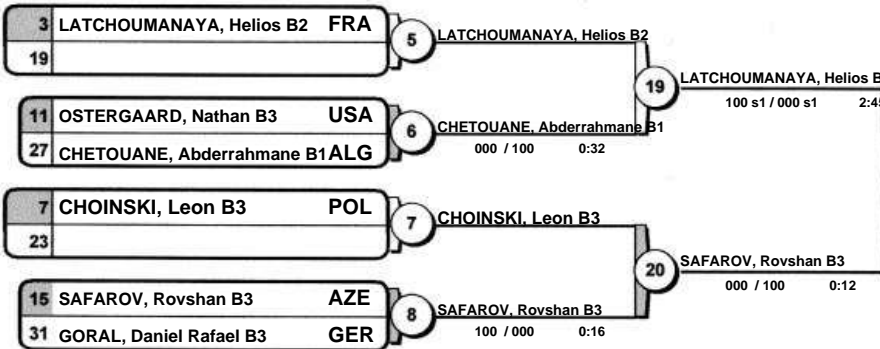 3 LATCHOUMANAYA, Helios B2 FRA
19
5
LATCHOUMANAYA, Helios B2
11 OSTERGAARD, Nathan B3 USA
27 CHETOUANE, Abderrahmane B1 ALG
6
CHETOUANE, Abderrahmane B1
000 / 100 0:32
19
LATCHOUMANAYA, Helios B
100 s1 / 000 s1 2:45
7 CHOINSKI, Leon B3 POL
23
7
CHOINSKI, Leon B3
15 SAFAROV, Rovshan B3 AZE
31 GORAL, Daniel Rafael B3 GER
8
SAFAROV, Rovshan B3
100 / 000 0:16
20
SAFAROV, Rovshan B3
000 / 100 0:12